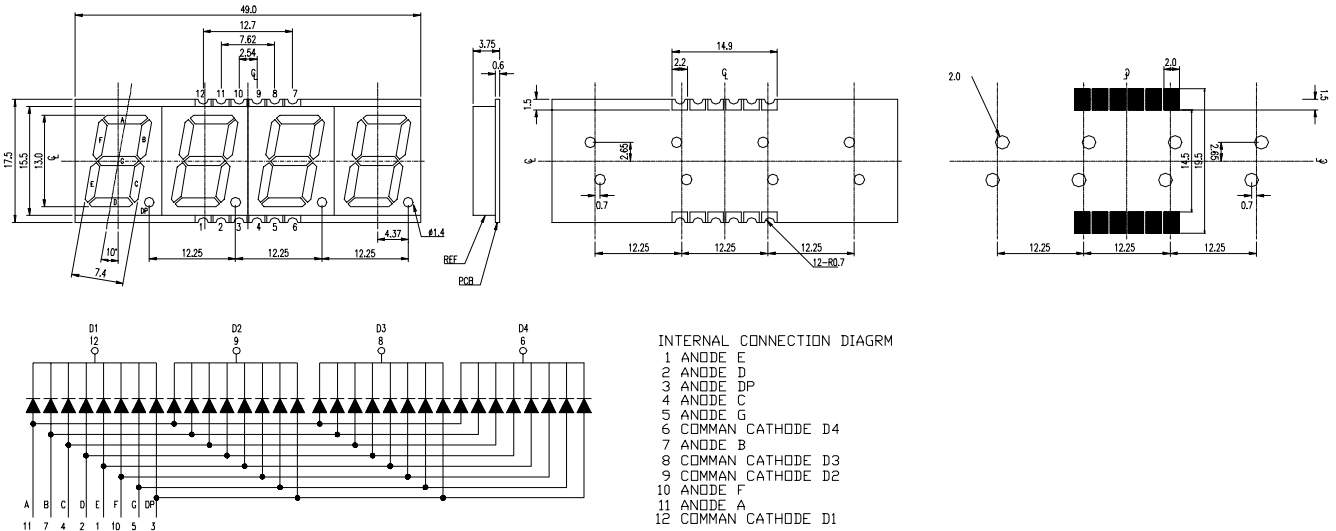 49.0
12.7
7.62
2.54
℄
12 11 10 9 8 7
17.5
15.5
13.0
℄
A
F B
G
E C
D
DP
1 2 3 4 5 6
10°
7.4
12.25 12.25 12.25
4.37
ø1.4
3.75
0.6
REF
PCB
14.9
2.2
℄
1.5
℄
2.65
0.7
12.25 12.25 12.25
12-R0.7
2.0
℄
2.0
1.5
14.5
19.5
2.65
℄
0.7
12.25 12.25 12.25
D1 D2 D3 D4
12 9 8 6
A B C D E F G DP
11 7 4 2 1 10 5 3
INTERNAL CONNECTION DIAGRM
1 ANODE E
2 ANODE D
3 ANODE DP
4 ANODE C
5 ANODE G
6 COMMAN CATHODE D4
7 ANODE B
8 COMMAN CATHODE D3
9 COMMAN CATHODE D2
10 ANODE F
11 ANODE A
12 COMMAN CATHODE D1